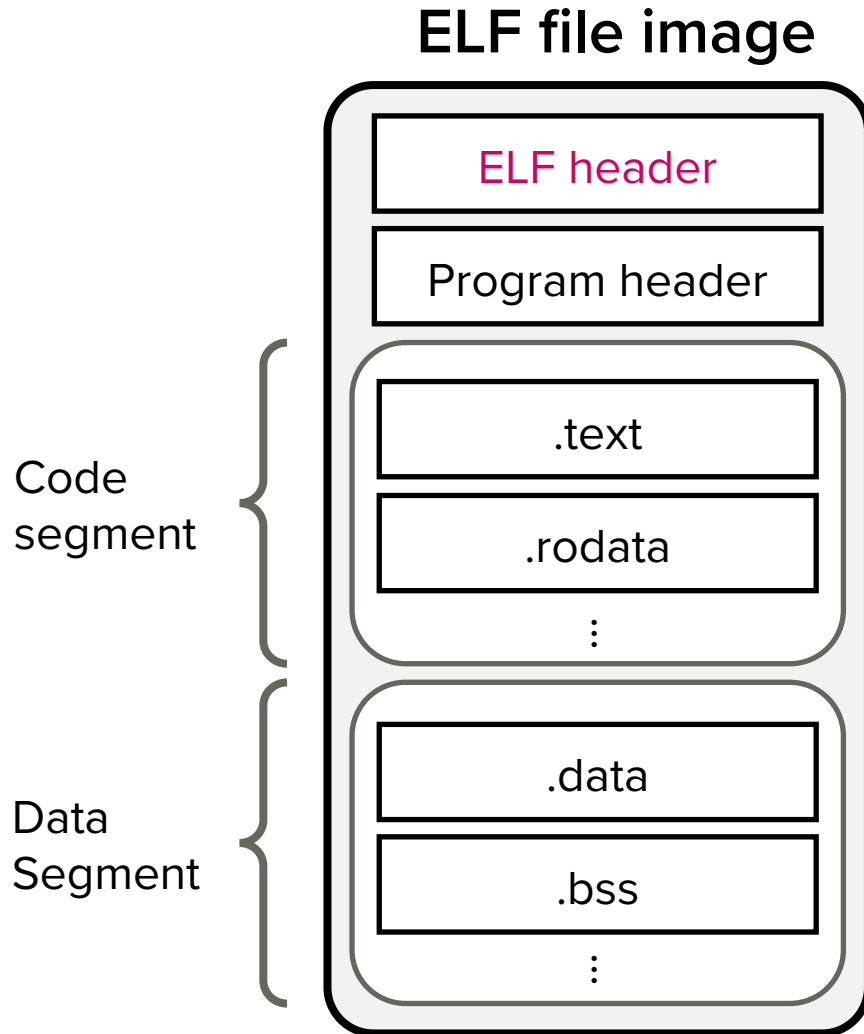 ELF file image
ELF header
Program header
Code
segment
.text
.rodata
⋮
Data
Segment
.data
.bss
⋮